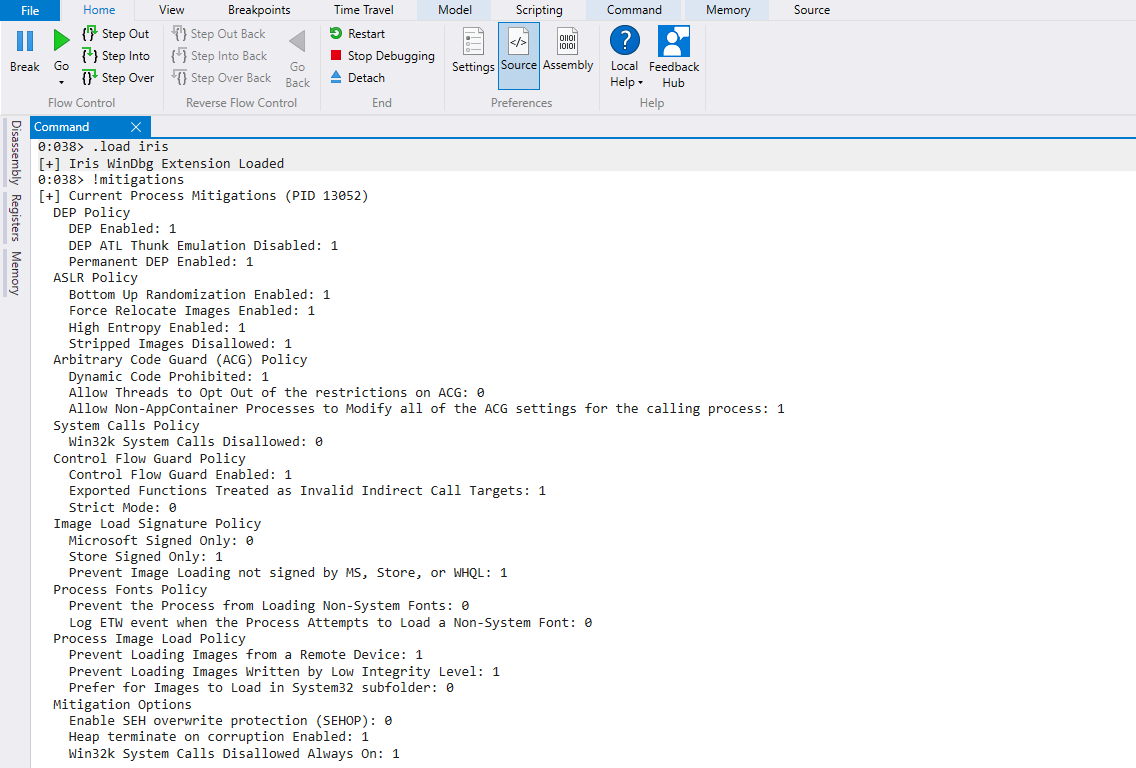 File Home View Breakpoints Time Travel Model Scripting Command Memory Source
Break
Go
Step Out
Step Into
Step Over
Flow Control
Step Out Back
Step Into Back
Step Over Back
Go Back
Reverse Flow Control
Restart
Stop Debugging
Detach
End
Settings
</>
Source
0101
10101
Assembly
Preferences
?
Local Help
Feedback Hub
Help
Disassembly
Registers
Memory
Command
0:038> .load iris
[+] Iris WinDbg Extension Loaded
0:038> !mitigations
[+] Current Process Mitigations (PID 13052)
DEP Policy
DEP Enabled: 1
DEP ATL Thunk Emulation Disabled: 1
Permanent DEP Enabled: 1
ASLR Policy
Bottom Up Randomization Enabled: 1
Force Relocate Images Enabled: 1
High Entropy Enabled: 1
Stripped Images Disallowed: 1
Arbitrary Code Guard (ACG) Policy
Dynamic Code Prohibited: 1
Allow Threads to Opt Out of the restrictions on ACG: 0
Allow Non-AppContainer Processes to Modify all of the ACG settings for the calling process: 1
System Calls Policy
Win32k System Calls Disallowed: 0
Control Flow Guard Policy
Control Flow Guard Enabled: 1
Exported Functions Treated as Invalid Indirect Call Targets: 1
Strict Mode: 0
Image Load Signature Policy
Microsoft Signed Only: 0
Store Signed Only: 1
Prevent Image Loading not signed by MS, Store, or WHQL: 1
Process Fonts Policy
Prevent the Process from Loading Non-System Fonts: 0
Log ETW event when the Process Attempts to Load a Non-System Font: 0
Process Image Load Policy
Prevent Loading Images from a Remote Device: 1
Prevent Loading Images Written by Low Integrity Level: 1
Prefer for Images to Load in System32 subfolder: 0
Mitigation Options
Enable SEH overwrite protection (SEHOP): 0
Heap terminate on corruption Enabled: 1
Win32k System Calls Disallowed Always On: 1